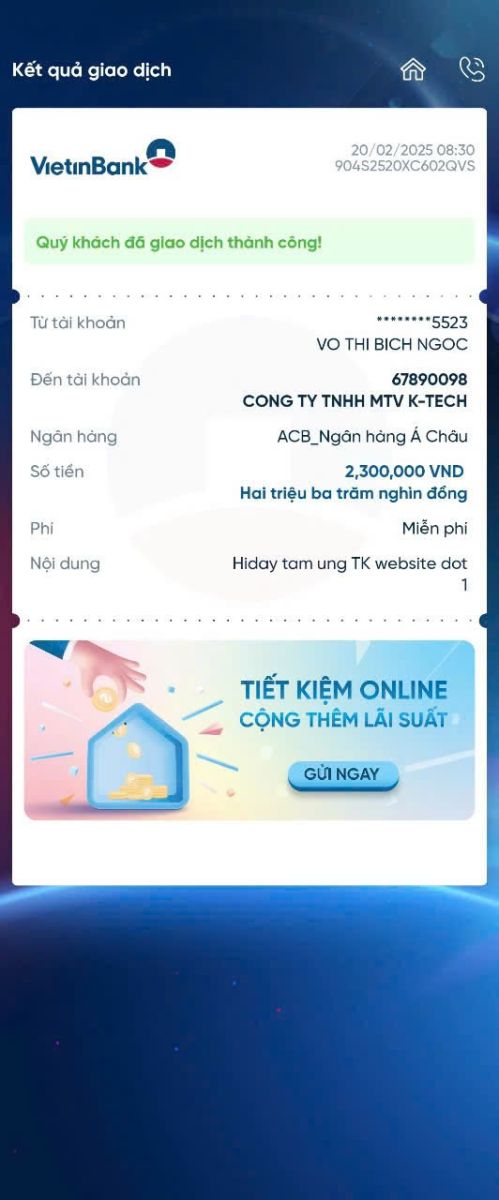 Kết quả giao dịch
VietinBank
20/02/2025 08:30
904S2520XC602QVS
Quý khách đã giao dịch thành công!
Từ tài khoản
********5523
VO THI BICH NGOC
Đến tài khoản
67890098
CONG TY TNHH MTV K-TECH
Ngân hàng
ACB_Ngân hàng Á Châu
Số tiền
2,300,000 VND
Hai triệu ba trăm nghìn đồng
Phí
Miễn phí
Nội dung
Hiday tam ung TK website dot
1
TIẾT KIỆM ONLINE
CỘNG THÊM LÃI SUẤT
GỬI NGAY